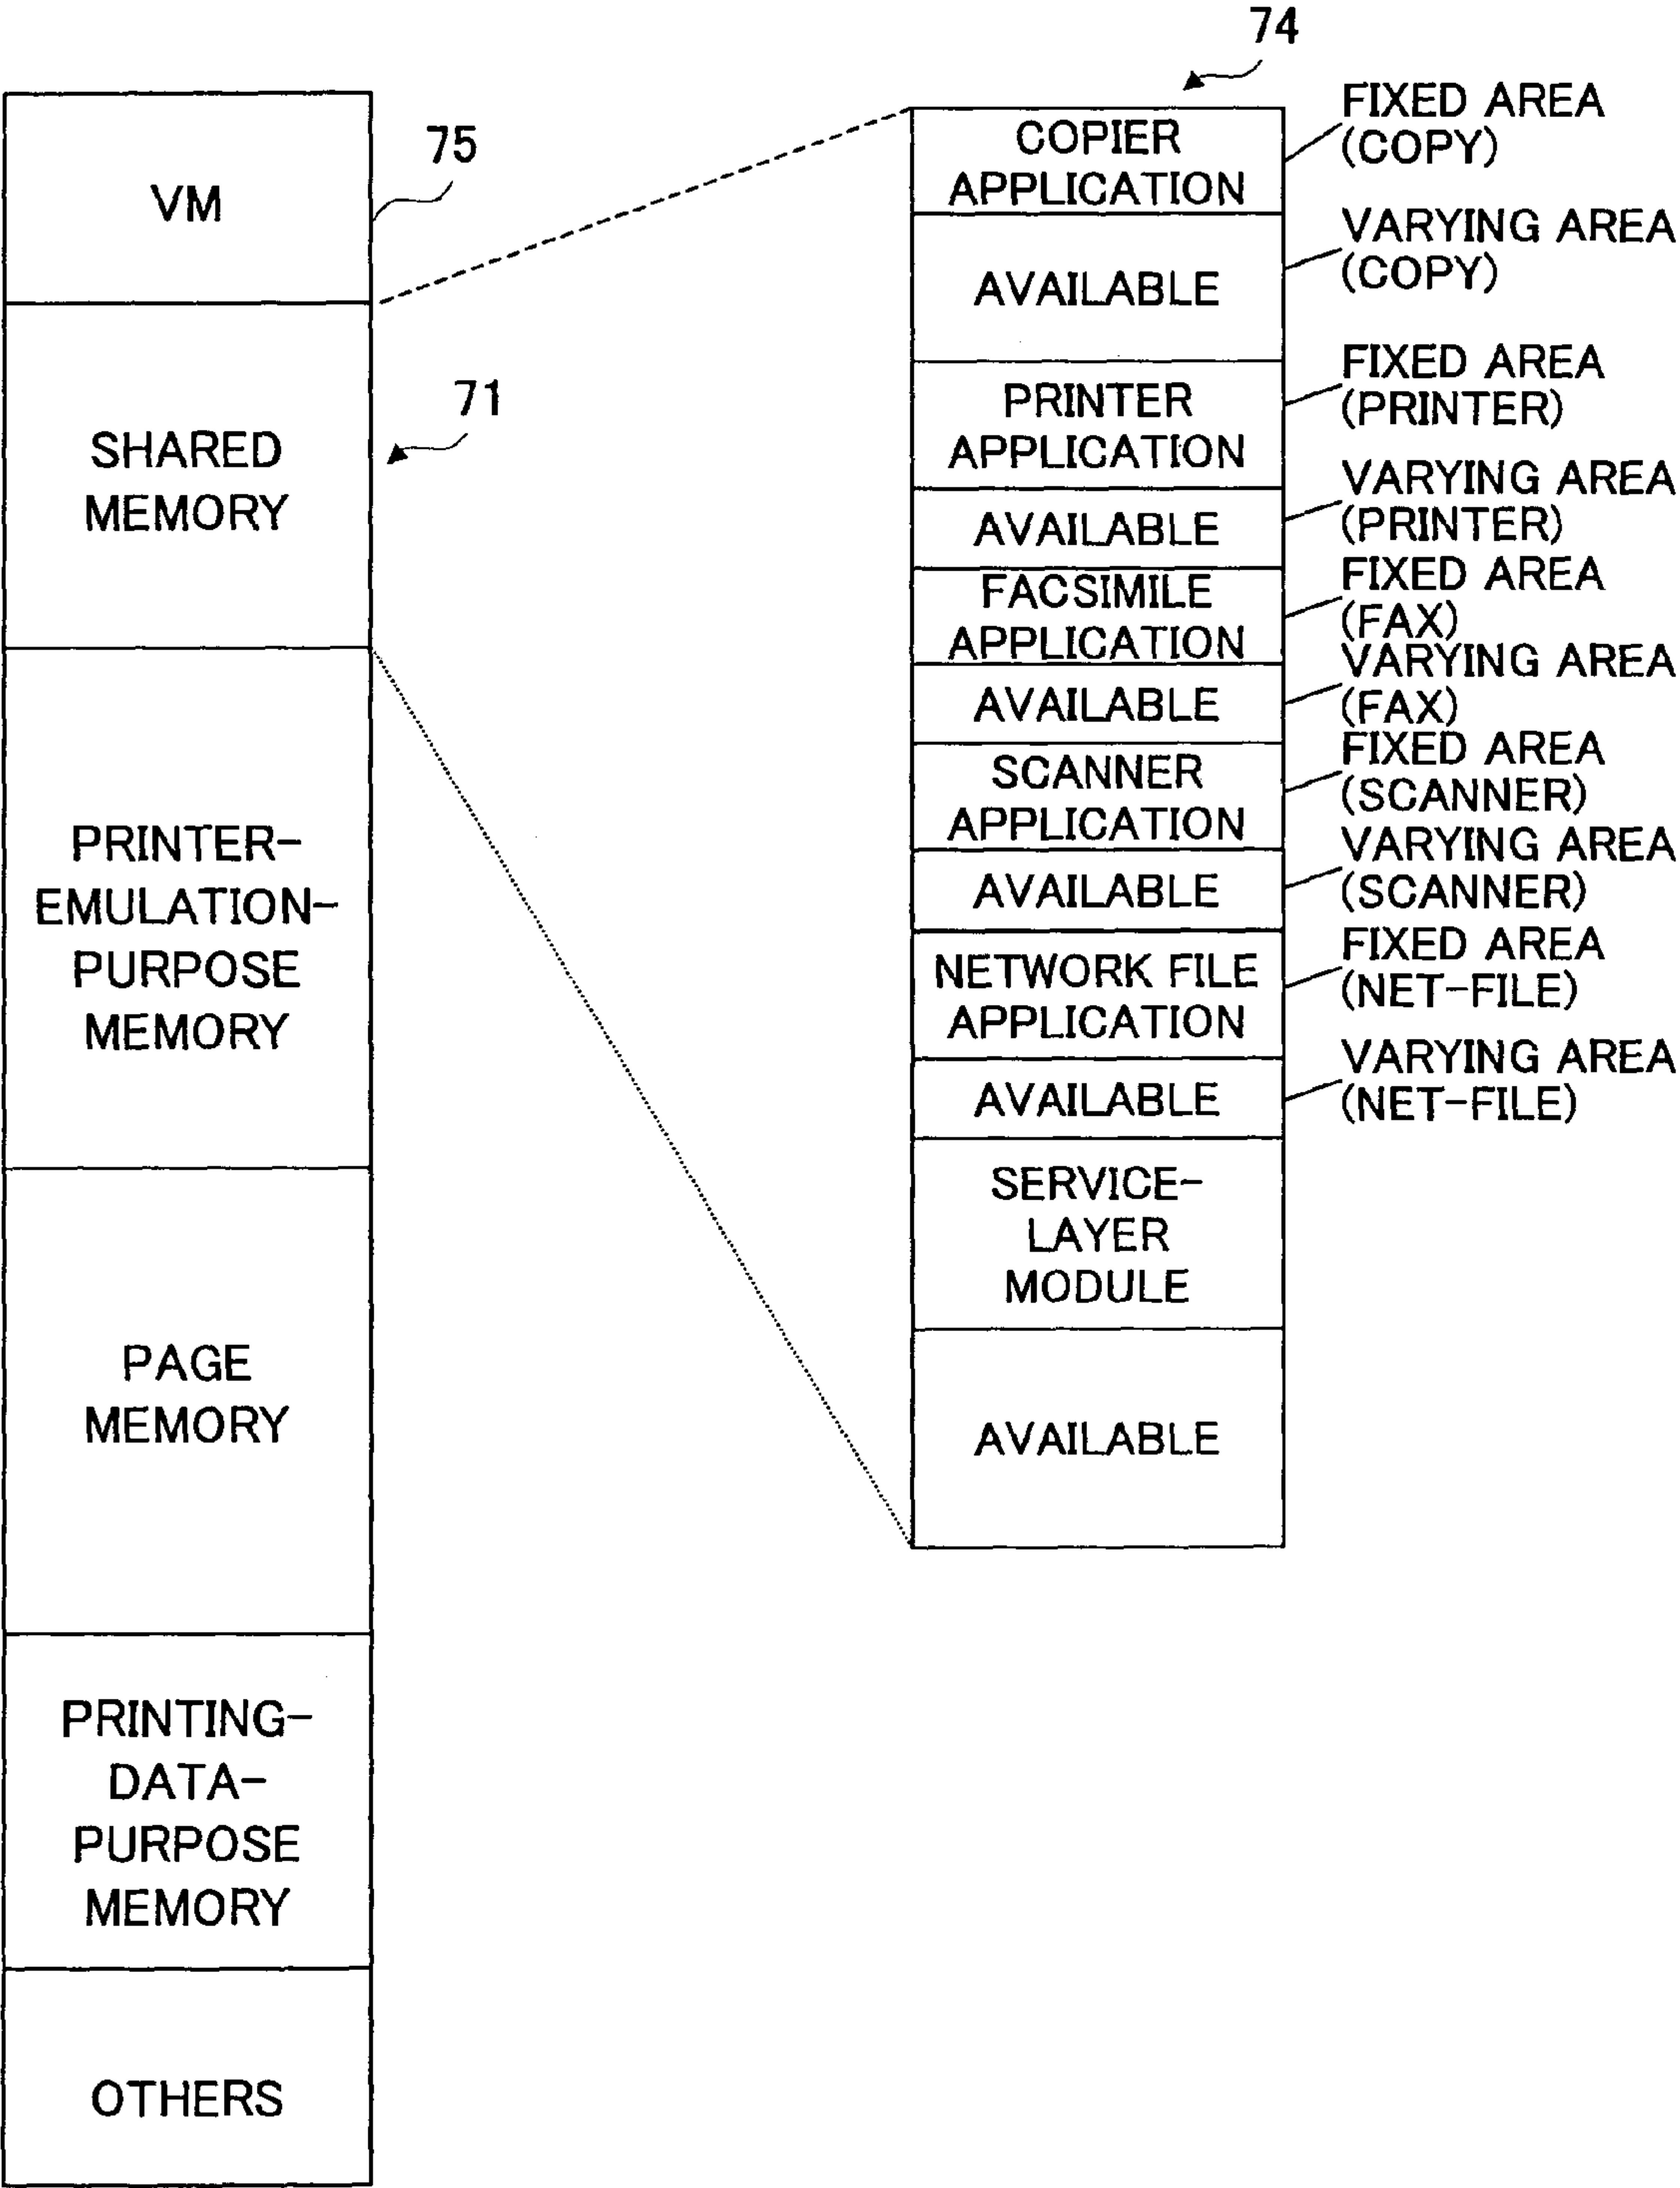 75
VM
71
SHARED
MEMORY
PRINTER-
EMULATION-
PURPOSE
MEMORY
PAGE
MEMORY
PRINTING-
DATA-
PURPOSE
MEMORY
OTHERS
74
COPIER
APPLICATION
FIXED AREA
(COPY)
AVAILABLE
VARYING AREA
(COPY)
PRINTER
APPLICATION
FIXED AREA
(PRINTER)
AVAILABLE
VARYING AREA
(PRINTER)
FACSIMILE
APPLICATION
FIXED AREA
(FAX)
AVAILABLE
VARYING AREA
(FAX)
SCANNER
APPLICATION
FIXED AREA
(SCANNER)
AVAILABLE
VARYING AREA
(SCANNER)
NETWORK FILE
APPLICATION
FIXED AREA
(NET-FILE)
AVAILABLE
VARYING AREA
(NET-FILE)
SERVICE-
LAYER
MODULE
AVAILABLE